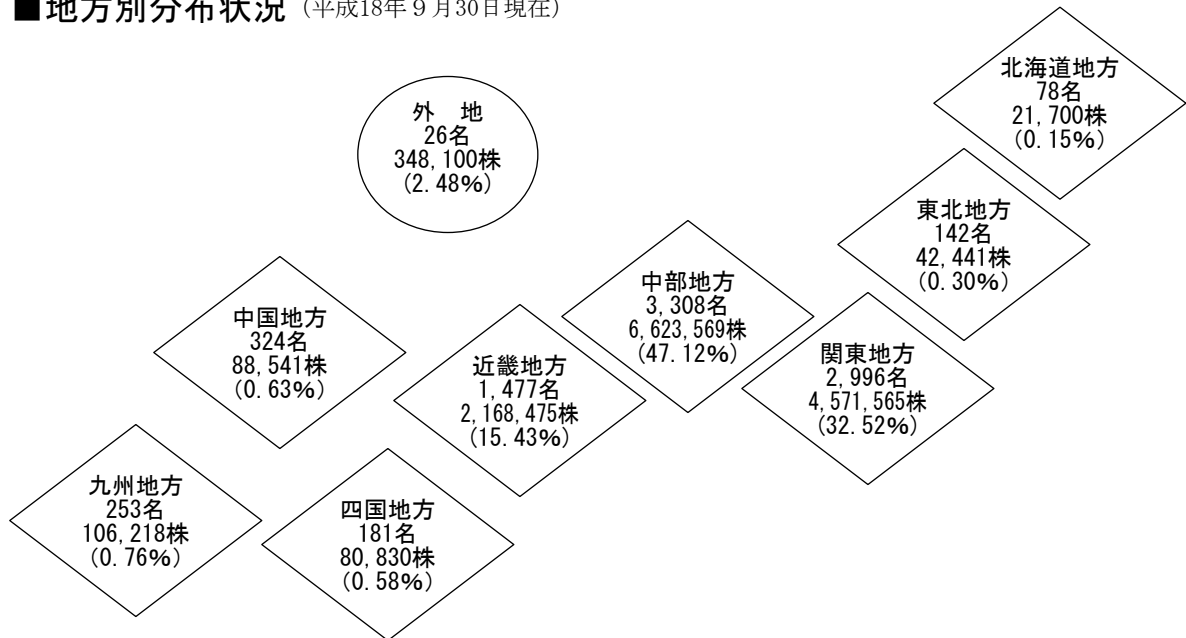 ■地方別分布状況（平成18年９月30日現在）
北海道地方
78名
21,700株
(0.15%)
外　地
26名
348,100株
(2.48%)
東北地方
142名
42,441株
(0.30%)
中部地方
3,308名
6,623,569株
(47.12%)
中国地方
324名
88,541株
(0.63%)
関東地方
2,996名
4,571,565株
(32.52%)
近畿地方
1,477名
2,168,475株
(15.43%)
九州地方
253名
106,218株
(0.76%)
四国地方
181名
80,830株
(0.58%)